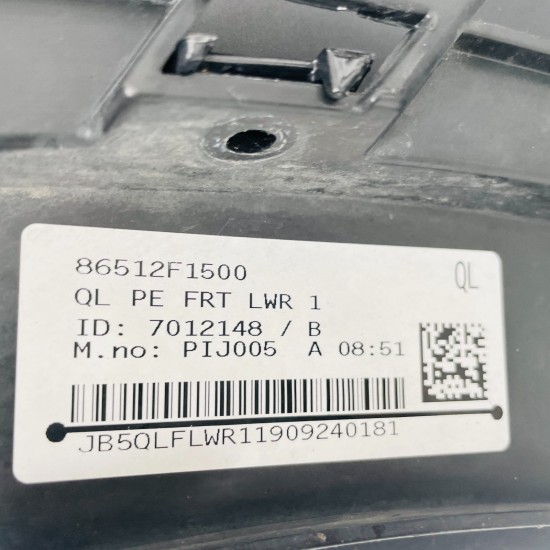 86512F1500 QL
QL PE FRT LWR 1
ID: 7012148 / B
M.no: PIJ005 A 08:51
JB5QLFLWR11909240181